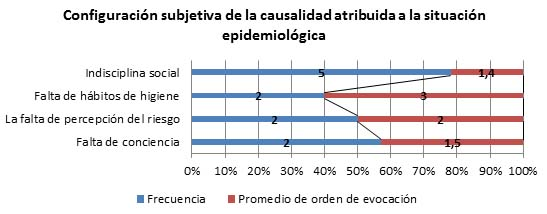 Configuración subjetiva de la causalidad atribuida a la situación
epidemiológica
Indisciplina social
5
1,4
Falta de hábitos de higiene
2
3
La falta de percepción del riesgo
2
2
Falta de conciencia
2
1,5
0% 10% 20% 30% 40% 50% 60% 70% 80% 90% 100%
Frecuencia
Promedio de orden de evocación